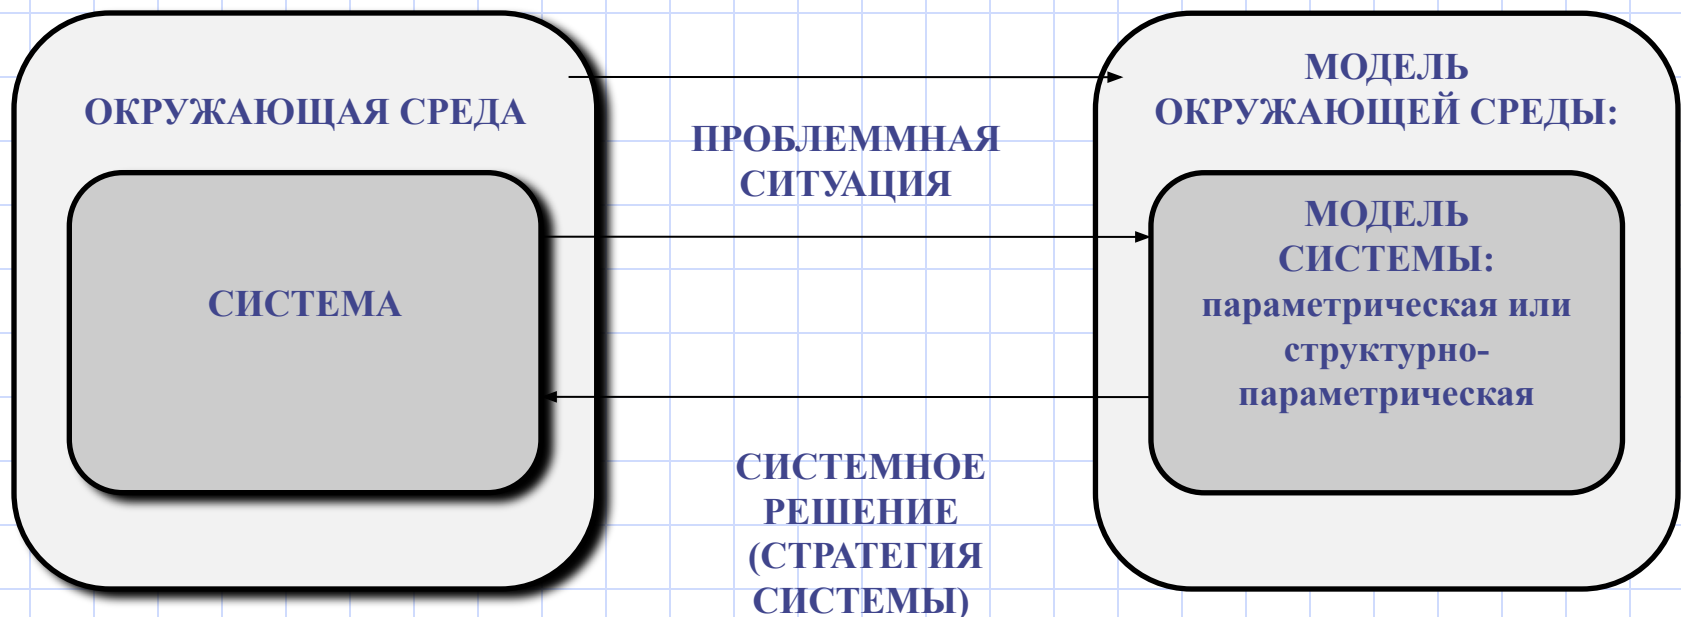 ОКРУЖАЮЩАЯ СРЕДА
СИСТЕМА
ПРОБЛЕММНАЯ
СИТУАЦИЯ
СИСТЕМНОЕ
РЕШЕНИЕ
(СТРАТЕГИЯ
СИСТЕМЫ)
МОДЕЛЬ
ОКРУЖАЮЩЕЙ СРЕДЫ:
МОДЕЛЬ
СИСТЕМЫ:
параметрическая или
структурно-
параметрическая